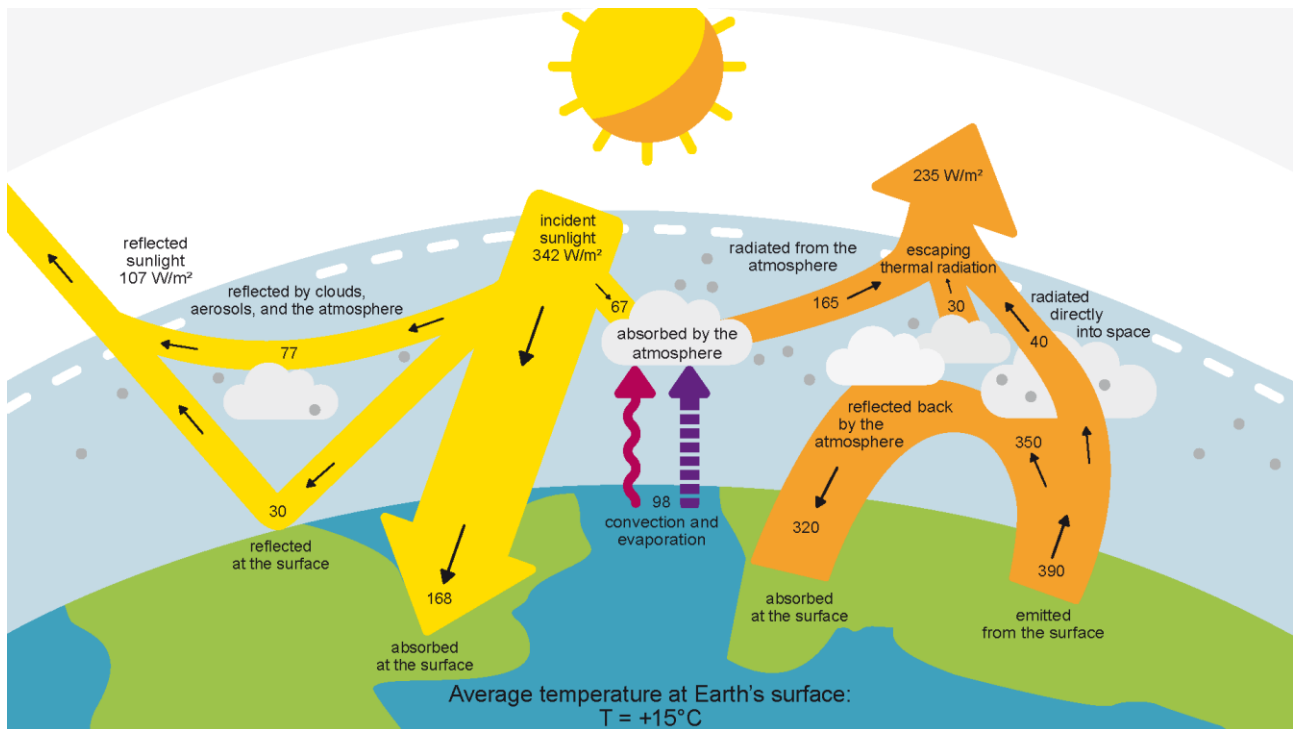 incident
sunlight
342 W/m²
reflected
sunlight
107 W/m²
reflected by clouds,
aerosols, and the atmosphere
77
30
reflected
at the surface
168
absorbed
at the surface
67
absorbed by the
atmosphere
98
convection and
evaporation
radiated from the
atmosphere
165
235 W/m²
escaping
thermal radiation
30
40
radiated
directly
into space
reflected back
by the
atmosphere
350
320
absorbed
at the surface
390
emitted
from the surface
Average temperature at Earth's surface:
T = +15°C